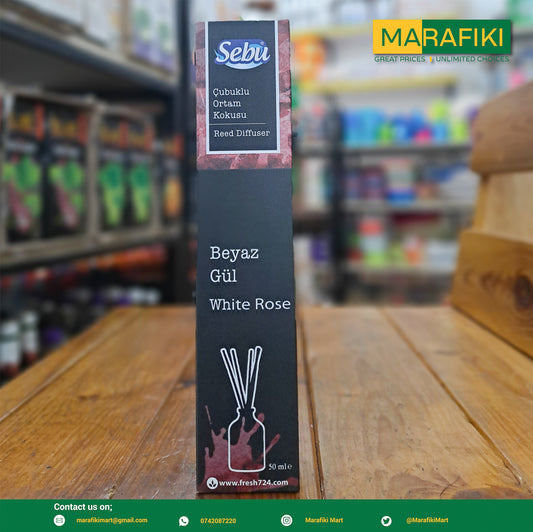 MARAFIKI
GREAT PRICES UNLIMITED CHOICES
Sebu
Çubuklu
Ortam
Kokusu
Reed Diffuser
Beyaz
Gül
White Rose
50 ml e
www.fresh724.com
Contact us on;
marafikimart@gmail.com
0742087220
Marafiki Mart
@MarafikiMart